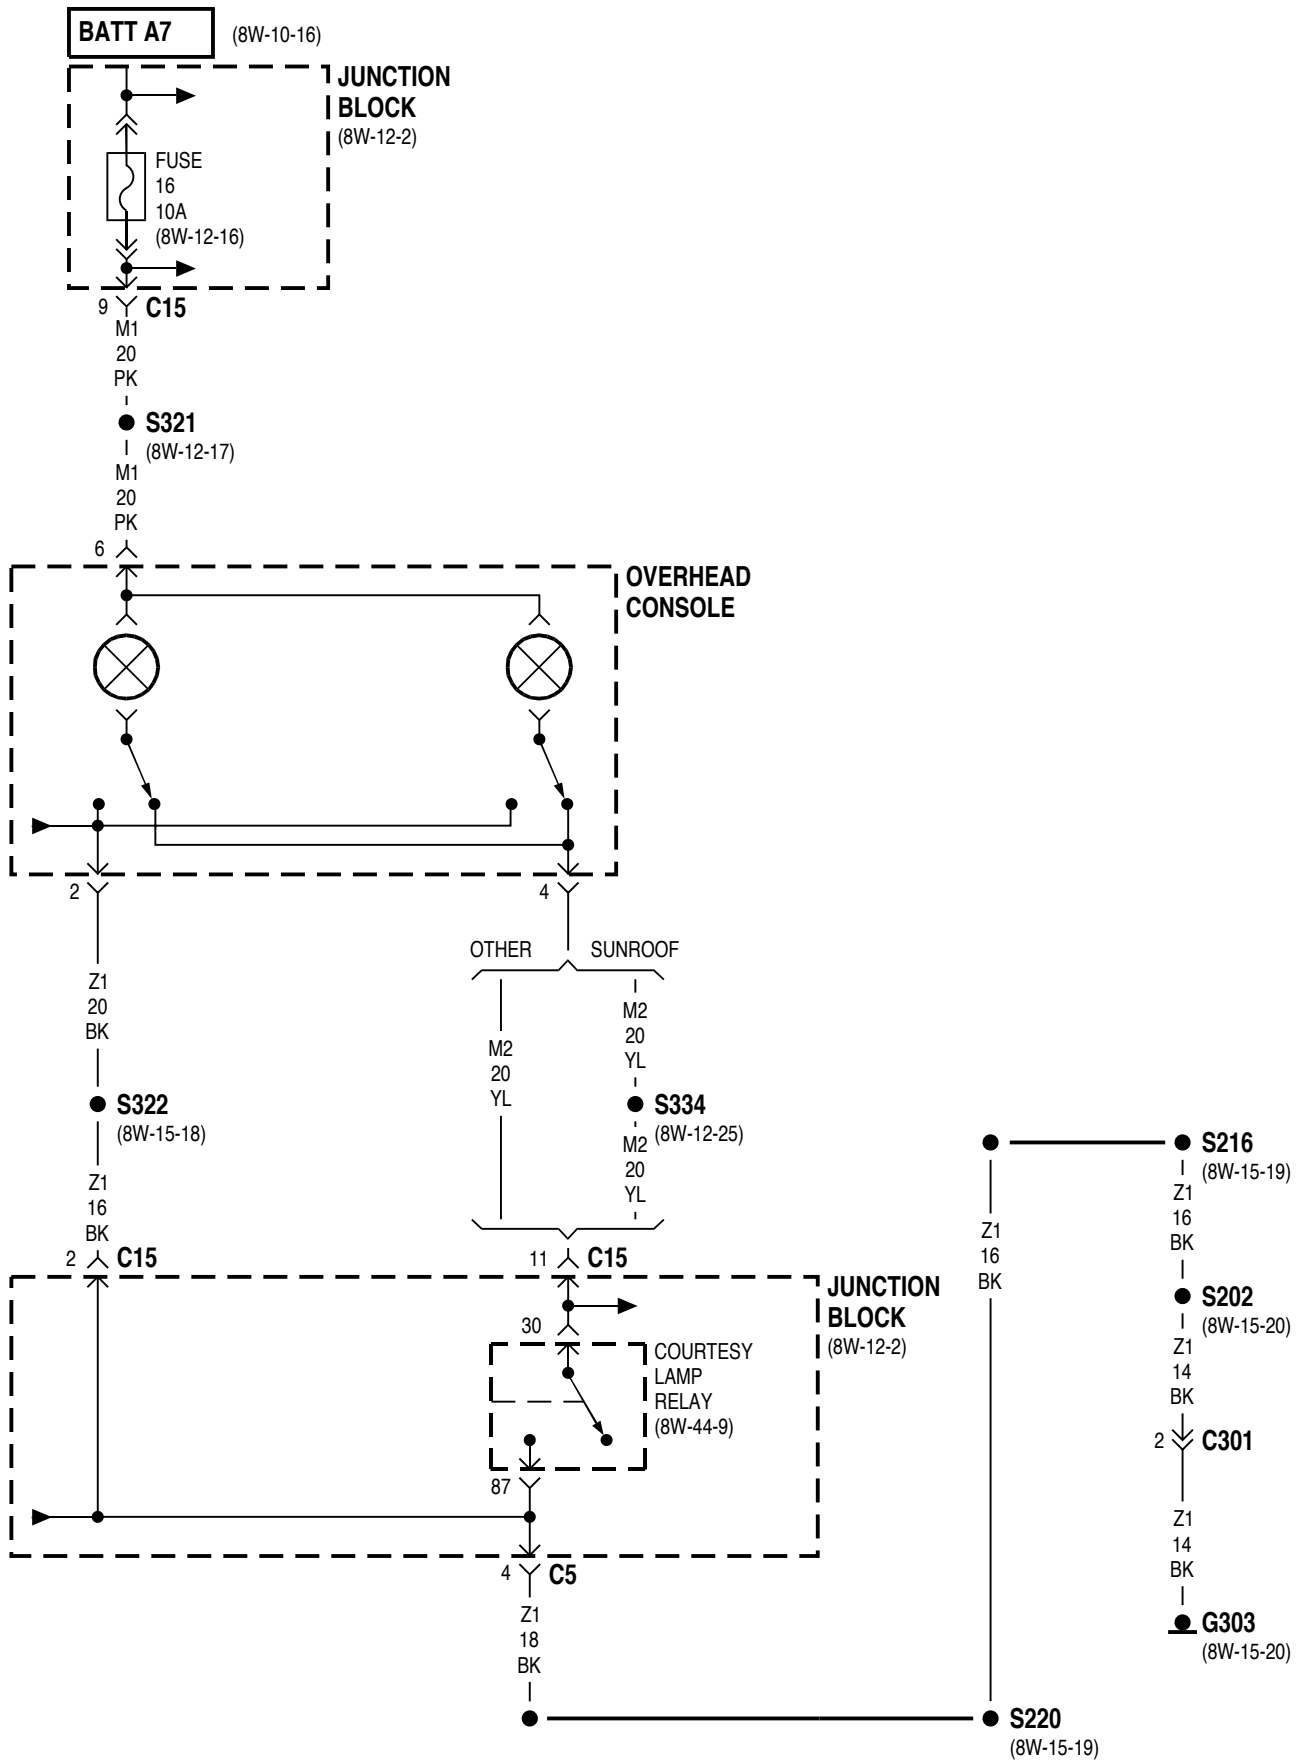 BATT A7
(8W-10-16)
JUNCTION
BLOCK
(8W-12-2)
FUSE
16
10A
(8W-12-16)
9
C15
M1
20
PK
S321
(8W-12-17)
M1
20
PK
6
OVERHEAD
CONSOLE
2
4
OTHER
SUNROOF
Z1
20
BK
M2
20
YL
M2
20
YL
S322
(8W-15-18)
S334
(8W-12-25)
M2
20
YL
Z1
16
BK
2
C15
11
C15
JUNCTION
BLOCK
(8W-12-2)
30
COURTESY
LAMP
RELAY
(8W-44-9)
87
4
C5
Z1
18
BK
S220
(8W-15-19)
Z1
16
BK
S216
(8W-15-19)
Z1
16
BK
S202
(8W-15-20)
Z1
14
BK
2
C301
Z1
14
BK
G303
(8W-15-20)